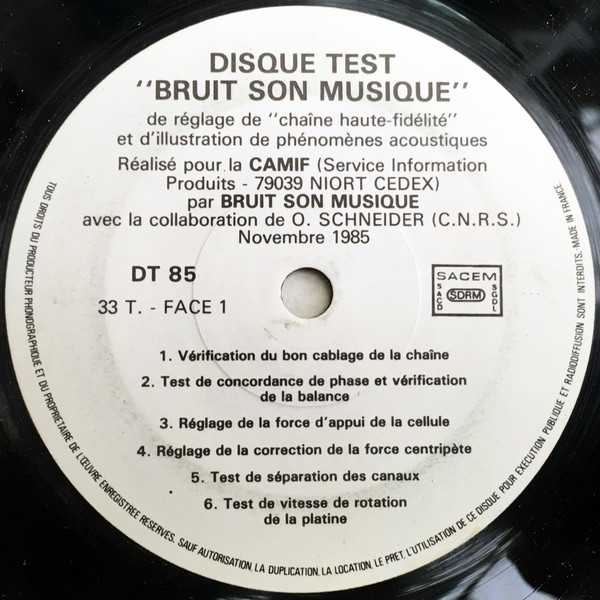 DISQUE TEST
"BRUIT SON MUSIQUE"
de réglage de "chaîne haute-fidélité"
et d'illustration de phénomènes acoustiques
Réalisé pour la CAMIF (Service Information
Produits - 79039 NIORT CEDEX)
par BRUIT SON MUSIQUE
avec la collaboration de O. SCHNEIDER (C.N.R.S.)
Novembre 1985
DT 85
33 T. - FACE 1
SACEM
SACD
SDRM
SGDL
1. Vérification du bon cablage de la chaîne
2. Test de concordance de phase et vérification
de la balance
3. Réglage de la force d'appui de la cellule
4. Réglage de la correction de la force centripète
5. Test de séparation des canaux
6. Test de vitesse de rotation
de la platine
TOUS DROITS DU PRODUCTEUR PHONOGRAPHIQUE ET DU PROPRIETAIRE DE L'ŒUVRE ENREGISTREE RESERVES. SAUF AUTORISATION, LA DUPLICATION, LA LOCATION, LE PRET, L'UTILISATION DE CE DISQUE POUR EXECUTION PUBLIQUE ET RADIODIFFUSION SONT INTERDITS. MADE IN FRANCE.